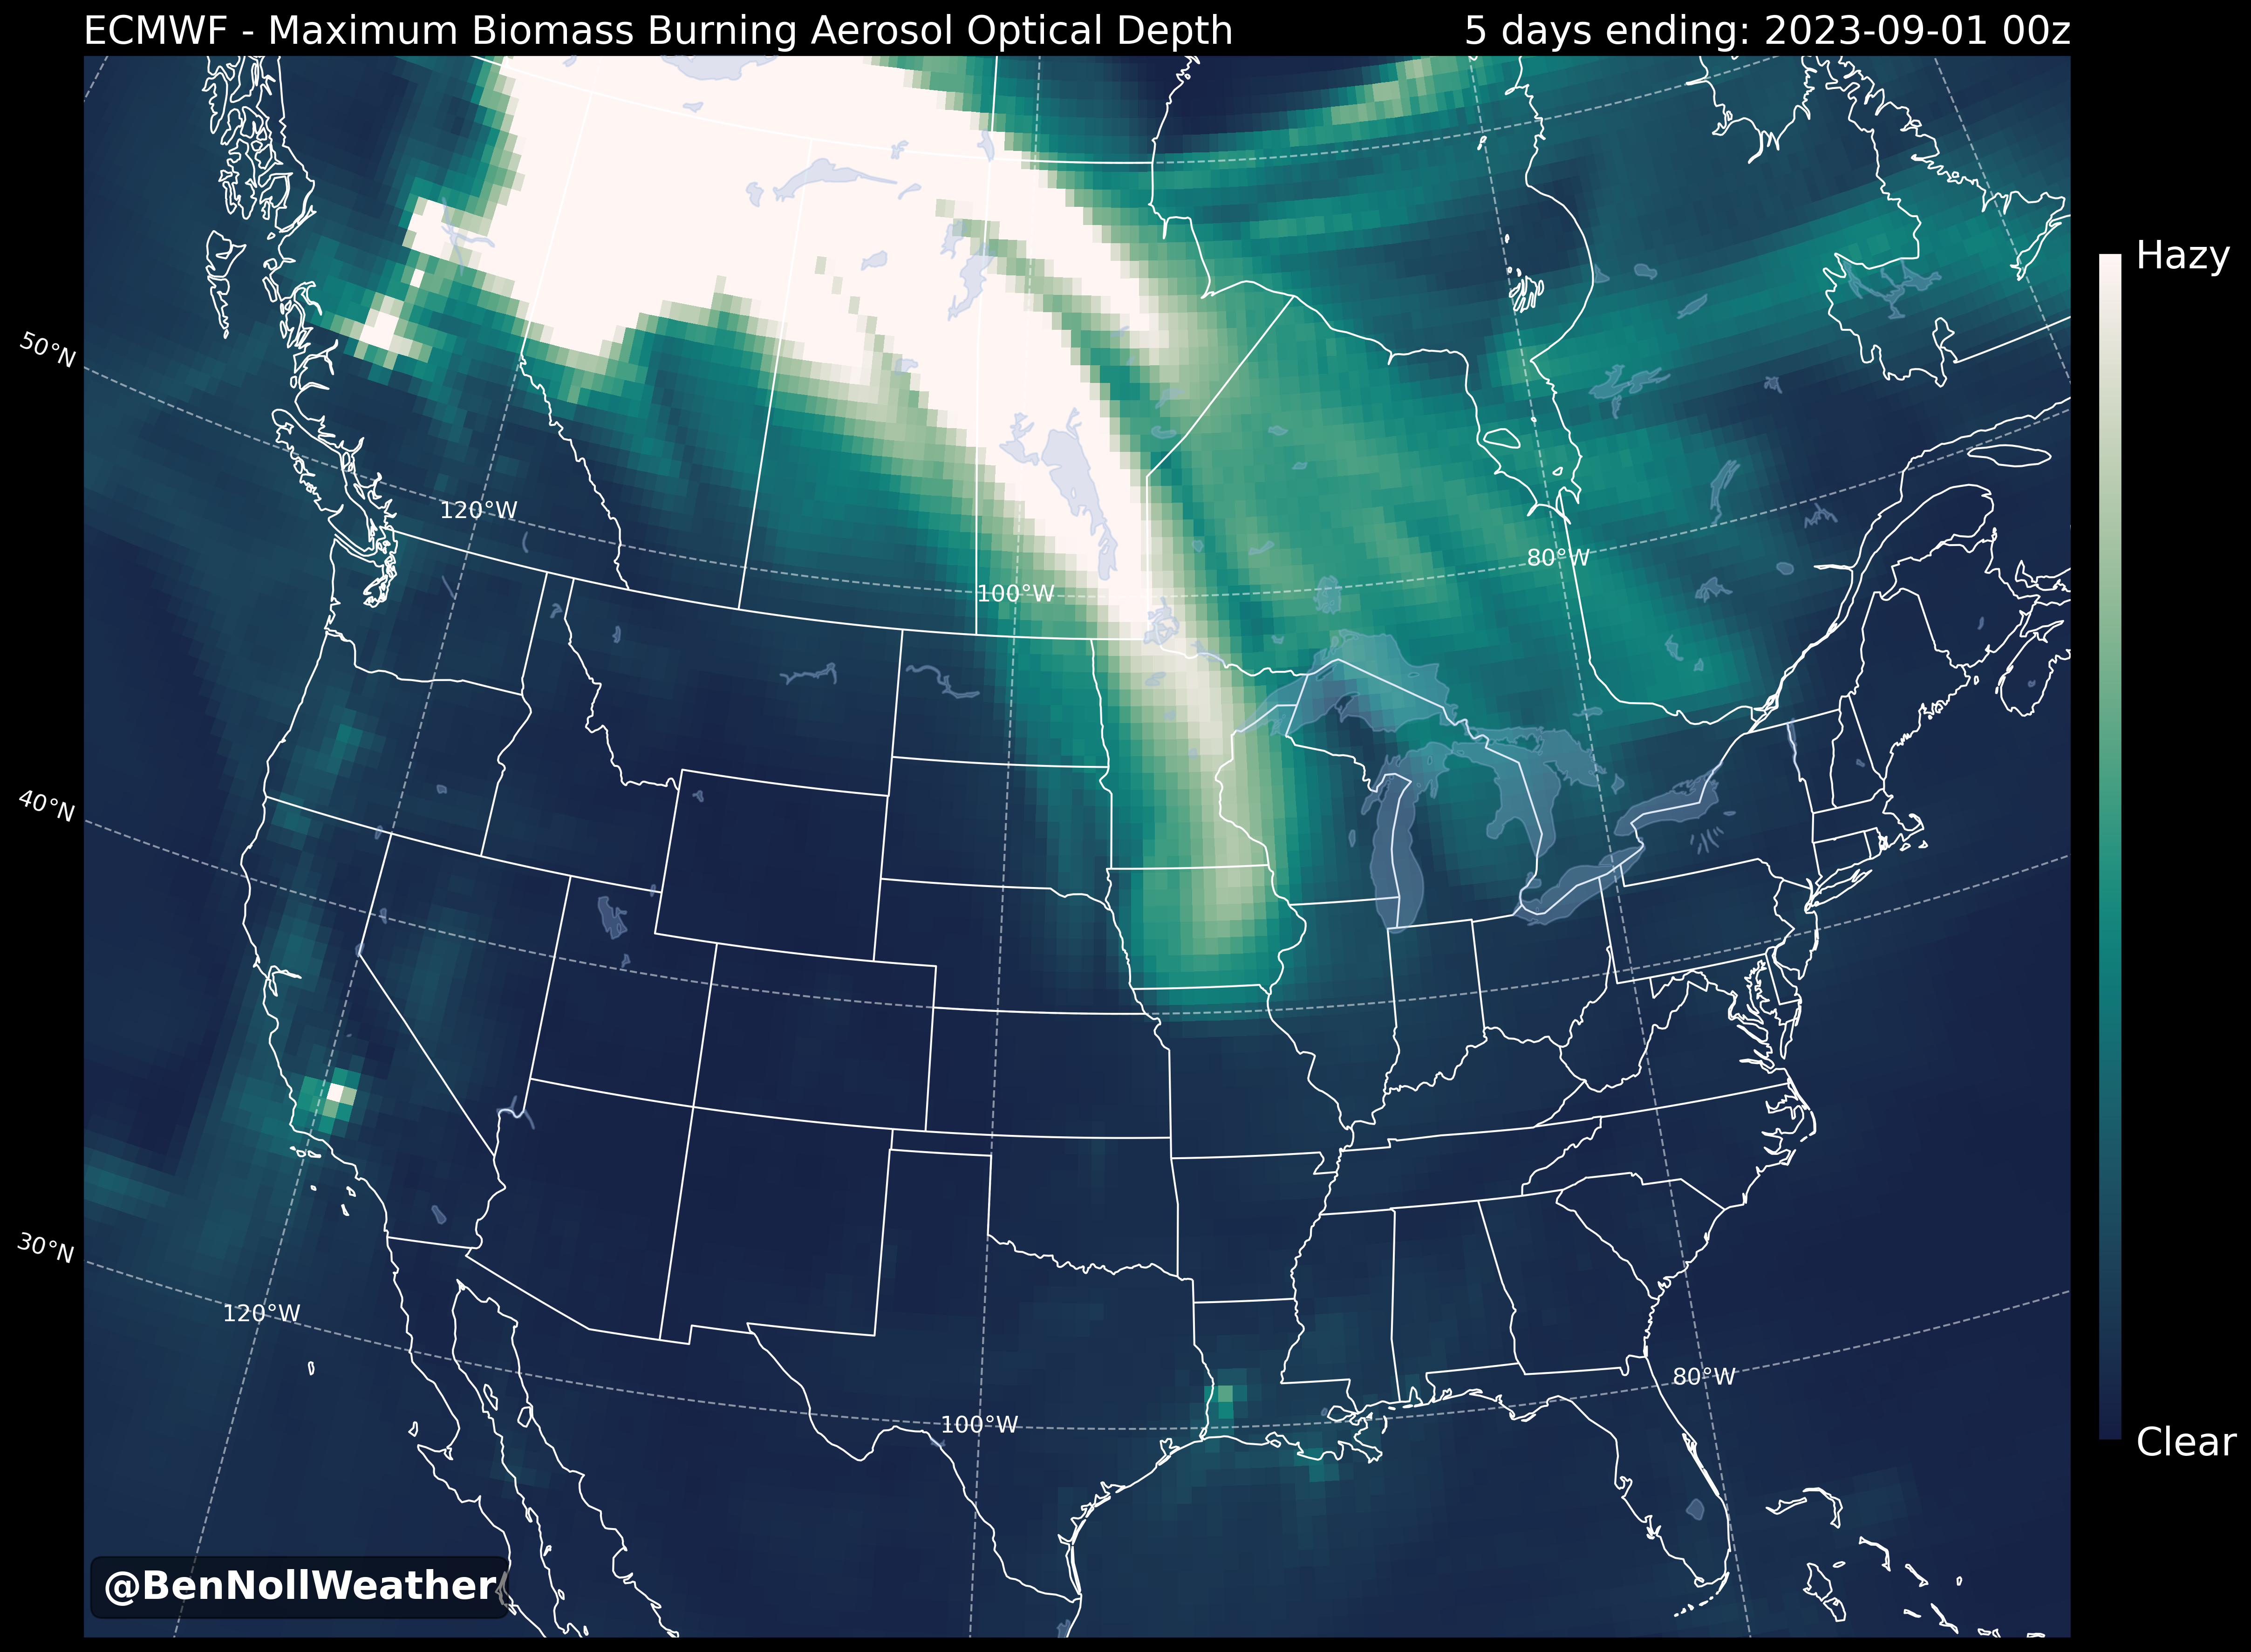 ECMWF - Maximum Biomass Burning Aerosol Optical Depth
5 days ending: 2023-09-01 00z
Hazy
50°N
120°W
80°W
100°W
40°N
30°N
120°W
80°W
100°W
Clear
@BenNollWeather